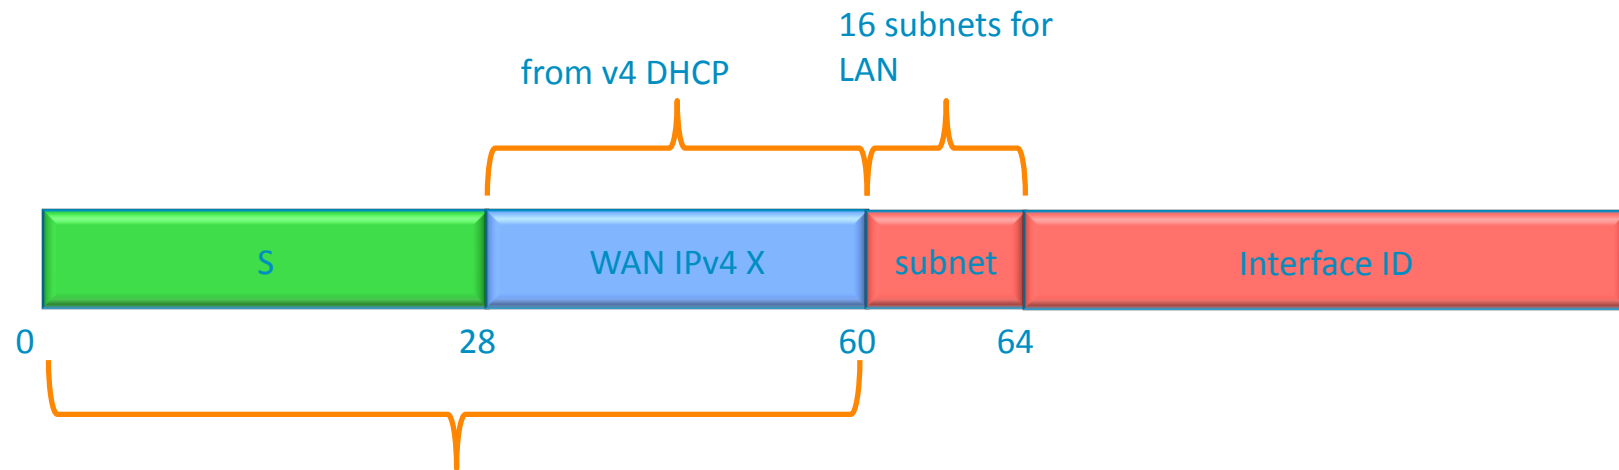 16 subnets for
LAN
from v4 DHCP
S
WAN IPv4 X
subnet
Interface ID
0
28
60
64